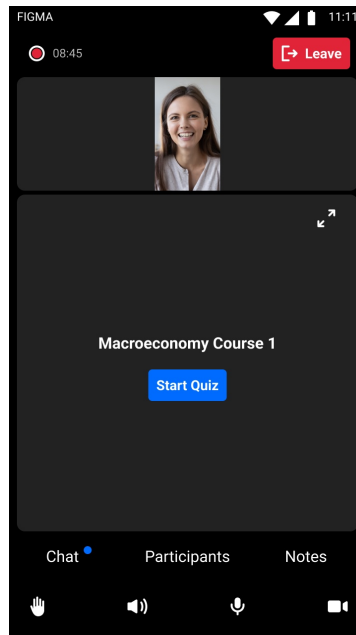 FIGMA
11:11
08:45
Leave
Macroeconomy Course 1
Start Quiz
Chat
Participants
Notes